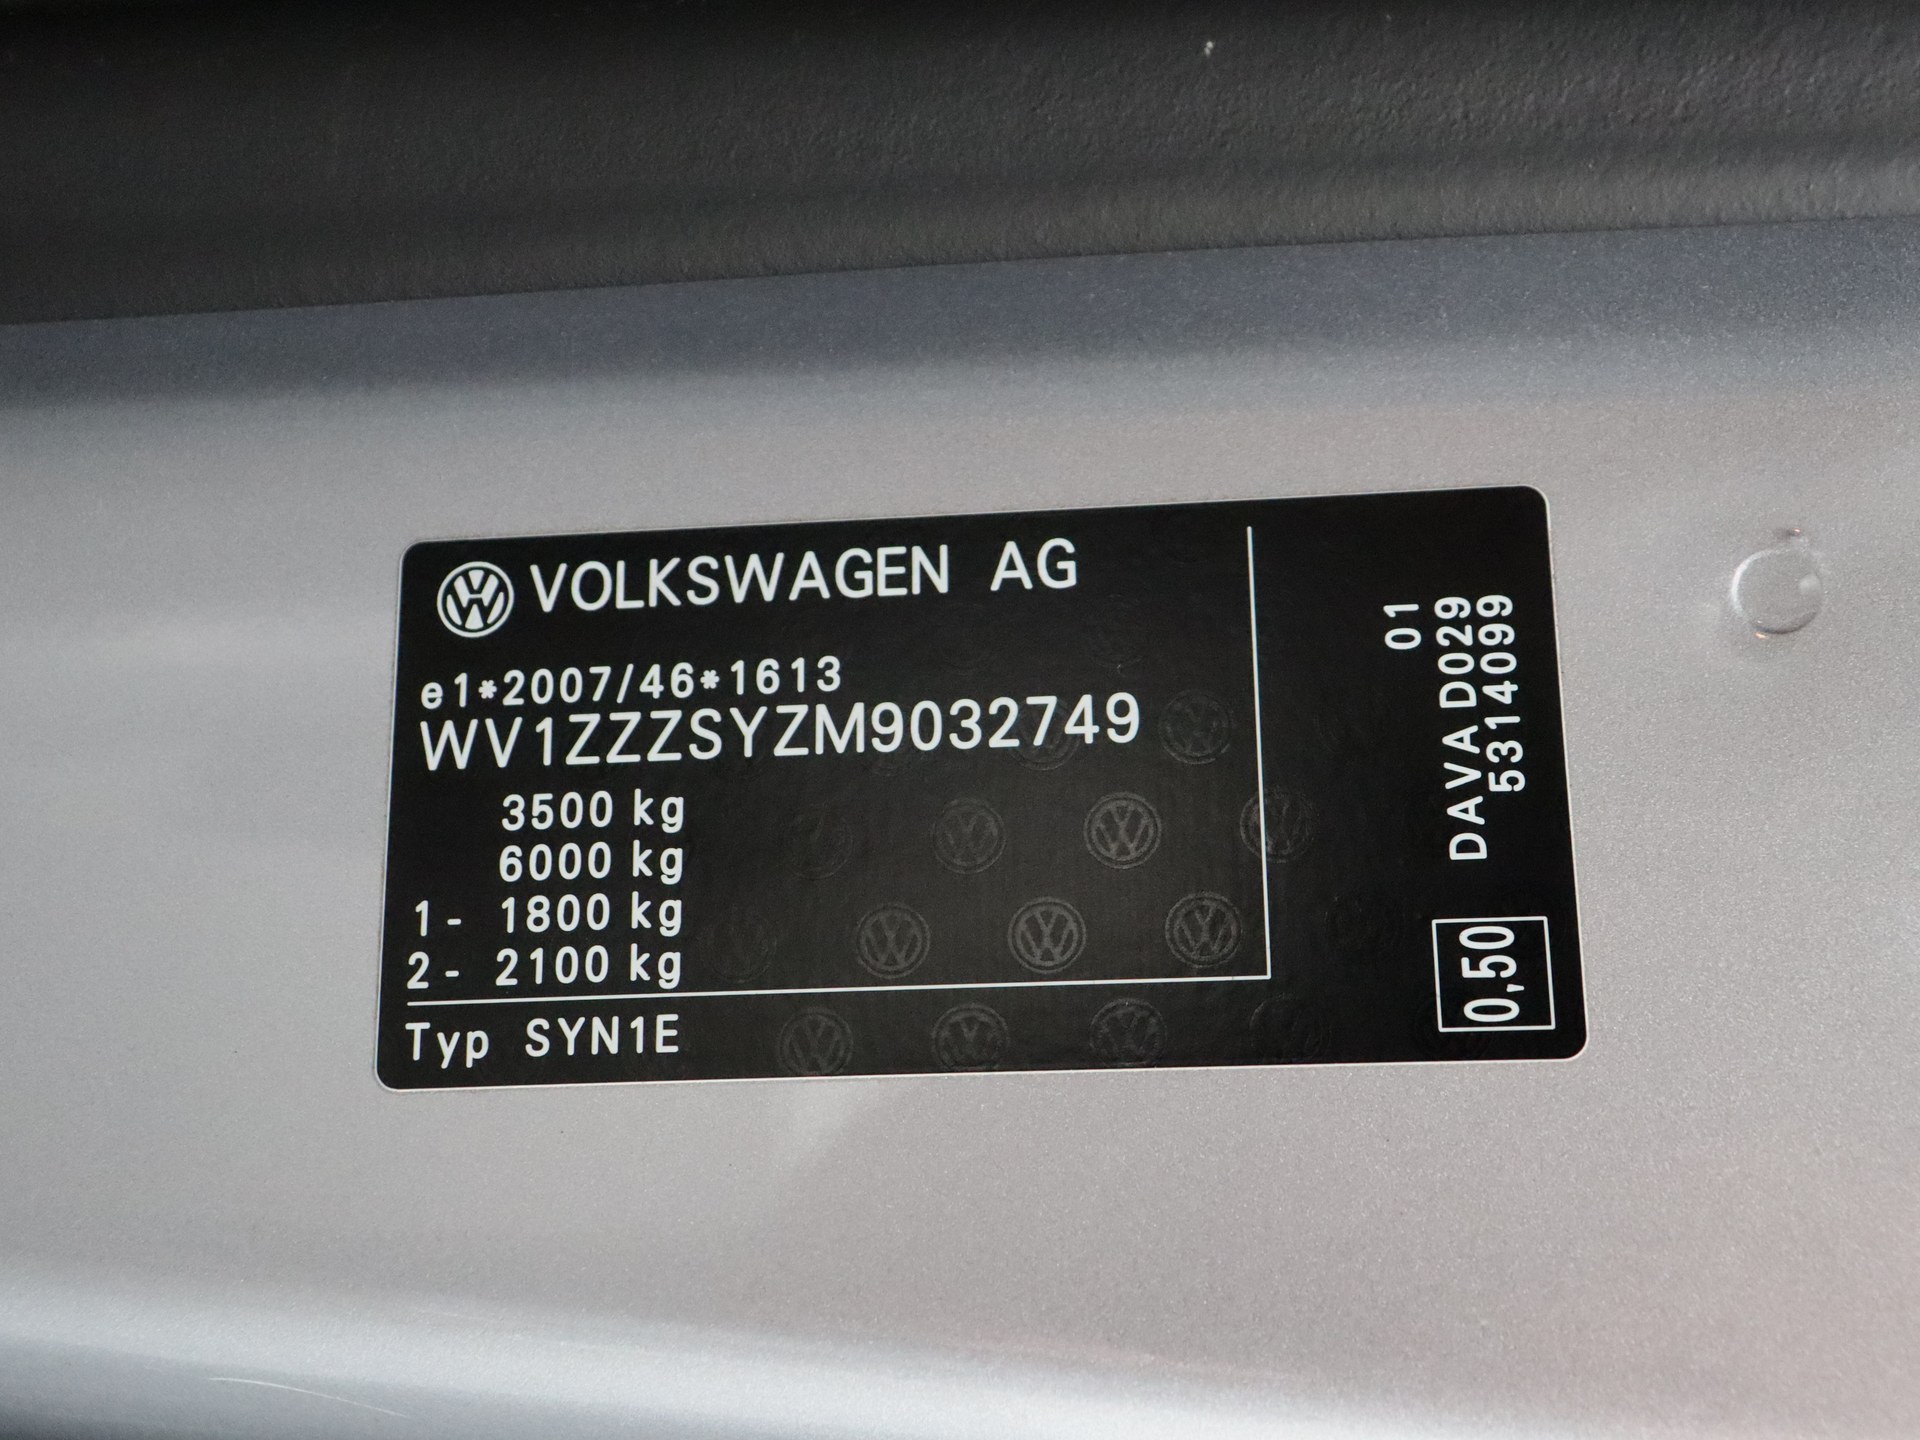 VOLKSWAGEN AG
e1*2007/46*1613
WV1ZZZSYZM9032749
3500 kg
6000 kg
1- 1800 kg
2- 2100 kg
Typ SYN1E
01
DAVA D029
5314099
0,50